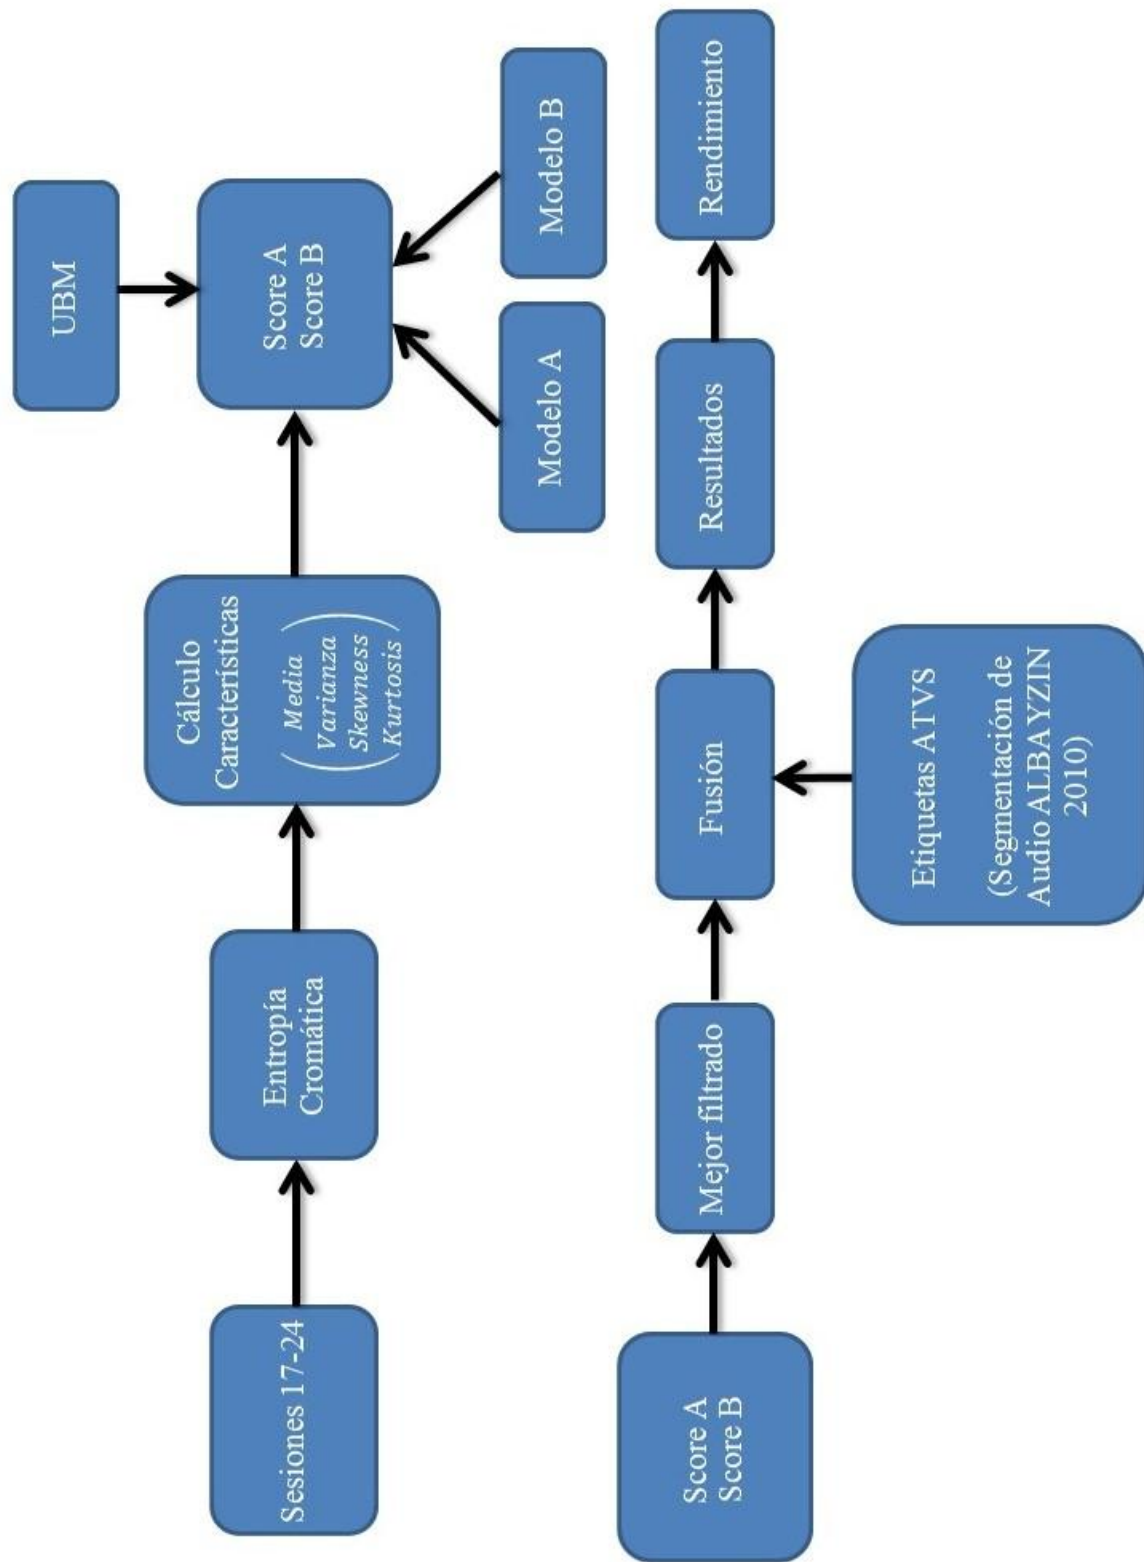 Sesiones 17-24
Entropía
Cromática
Cálculo
Características
Media
Varianza
Skewness
Kurtosis
UBM
Score A
Score B
Modelo A
Modelo B
Score A
Score B
Mejor filtrado
Fusión
Etiquetas ATVS
(Segmentación de
Audio ALBAYZIN
2010)
Resultados
Rendimiento